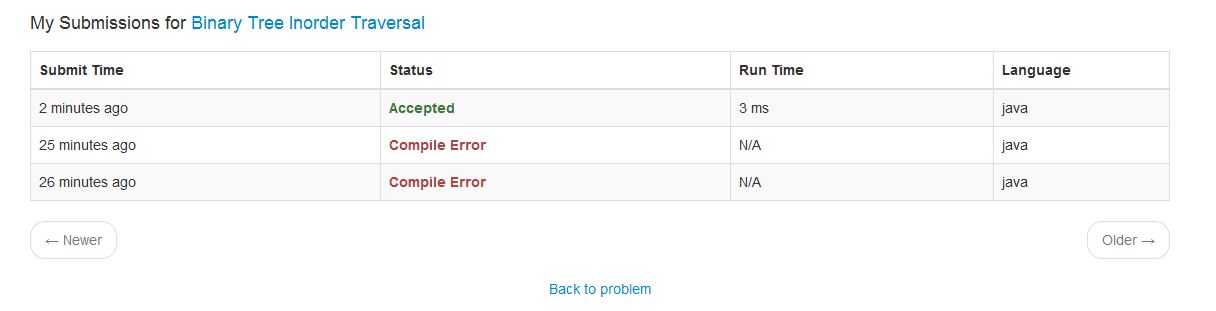 My Submissions for Binary Tree Inorder Traversal
Submit Time Status Run Time Language
2 minutes ago Accepted 3 ms java
25 minutes ago Compile Error N/A java
26 minutes ago Compile Error N/A java
← Newer Older →
Back to problem